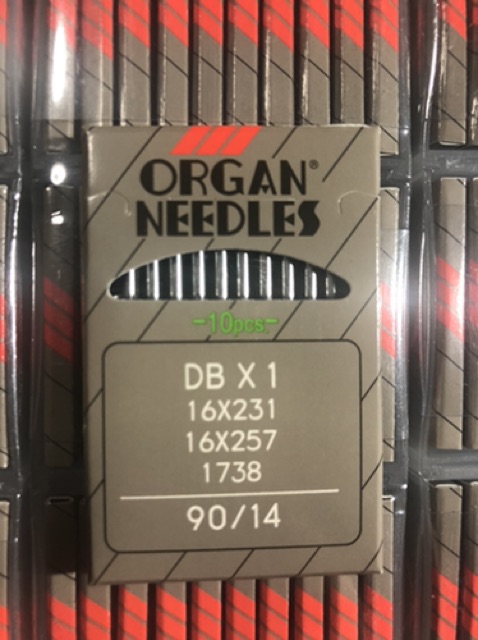 ORGAN®
NEEDLES
-10pcs-
DB X 1
16X231
16X257
1738
90/14